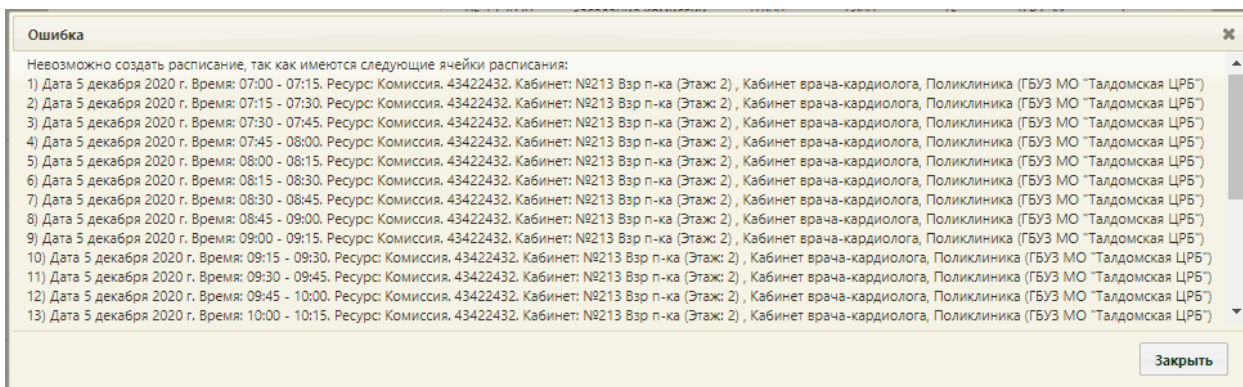 Ошибка
Невозможно создать расписание, так как имеются следующие ячейки расписания:
1) Дата 5 декабря 2020 г. Время: 07:00 - 07:15. Ресурс: Комиссия. 43422432. Кабинет: №213 Взр п-ка (Этаж: 2) , Кабинет врача-кардиолога, Поликлиника (ГБУЗ МО "Талдомская ЦРБ")
2) Дата 5 декабря 2020 г. Время: 07:15 - 07:30. Ресурс: Комиссия. 43422432. Кабинет: №213 Взр п-ка (Этаж: 2) , Кабинет врача-кардиолога, Поликлиника (ГБУЗ МО "Талдомская ЦРБ")
3) Дата 5 декабря 2020 г. Время: 07:30 - 07:45. Ресурс: Комиссия. 43422432. Кабинет: №213 Взр п-ка (Этаж: 2) , Кабинет врача-кардиолога, Поликлиника (ГБУЗ МО "Талдомская ЦРБ")
4) Дата 5 декабря 2020 г. Время: 07:45 - 08:00. Ресурс: Комиссия. 43422432. Кабинет: №213 Взр п-ка (Этаж: 2) , Кабинет врача-кардиолога, Поликлиника (ГБУЗ МО "Талдомская ЦРБ")
5) Дата 5 декабря 2020 г. Время: 08:00 - 08:15. Ресурс: Комиссия. 43422432. Кабинет: №213 Взр п-ка (Этаж: 2) , Кабинет врача-кардиолога, Поликлиника (ГБУЗ МО "Талдомская ЦРБ")
6) Дата 5 декабря 2020 г. Время: 08:15 - 08:30. Ресурс: Комиссия. 43422432. Кабинет: №213 Взр п-ка (Этаж: 2) , Кабинет врача-кардиолога, Поликлиника (ГБУЗ МО "Талдомская ЦРБ")
7) Дата 5 декабря 2020 г. Время: 08:30 - 08:45. Ресурс: Комиссия. 43422432. Кабинет: №213 Взр п-ка (Этаж: 2) , Кабинет врача-кардиолога, Поликлиника (ГБУЗ МО "Талдомская ЦРБ")
8) Дата 5 декабря 2020 г. Время: 08:45 - 09:00. Ресурс: Комиссия. 43422432. Кабинет: №213 Взр п-ка (Этаж: 2) , Кабинет врача-кардиолога, Поликлиника (ГБУЗ МО "Талдомская ЦРБ")
9) Дата 5 декабря 2020 г. Время: 09:00 - 09:15. Ресурс: Комиссия. 43422432. Кабинет: №213 Взр п-ка (Этаж: 2) , Кабинет врача-кардиолога, Поликлиника (ГБУЗ МО "Талдомская ЦРБ")
10) Дата 5 декабря 2020 г. Время: 09:15 - 09:30. Ресурс: Комиссия. 43422432. Кабинет: №213 Взр п-ка (Этаж: 2) , Кабинет врача-кардиолога, Поликлиника (ГБУЗ МО "Талдомская ЦРБ")
11) Дата 5 декабря 2020 г. Время: 09:30 - 09:45. Ресурс: Комиссия. 43422432. Кабинет: №213 Взр п-ка (Этаж: 2) , Кабинет врача-кардиолога, Поликлиника (ГБУЗ МО "Талдомская ЦРБ")
12) Дата 5 декабря 2020 г. Время: 09:45 - 10:00. Ресурс: Комиссия. 43422432. Кабинет: №213 Взр п-ка (Этаж: 2) , Кабинет врача-кардиолога, Поликлиника (ГБУЗ МО "Талдомская ЦРБ")
13) Дата 5 декабря 2020 г. Время: 10:00 - 10:15. Ресурс: Комиссия. 43422432. Кабинет: №213 Взр п-ка (Этаж: 2) , Кабинет врача-кардиолога, Поликлиника (ГБУЗ МО "Талдомская ЦРБ")
Закрыть